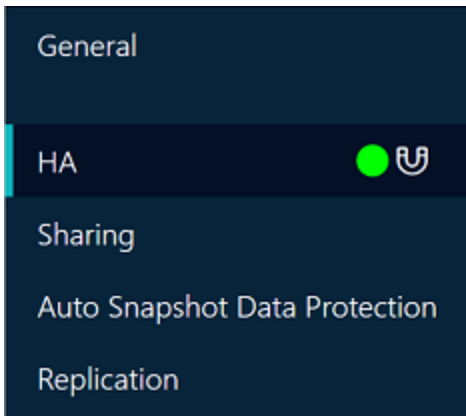 General
HA
Sharing
Auto Snapshot Data Protection
Replication